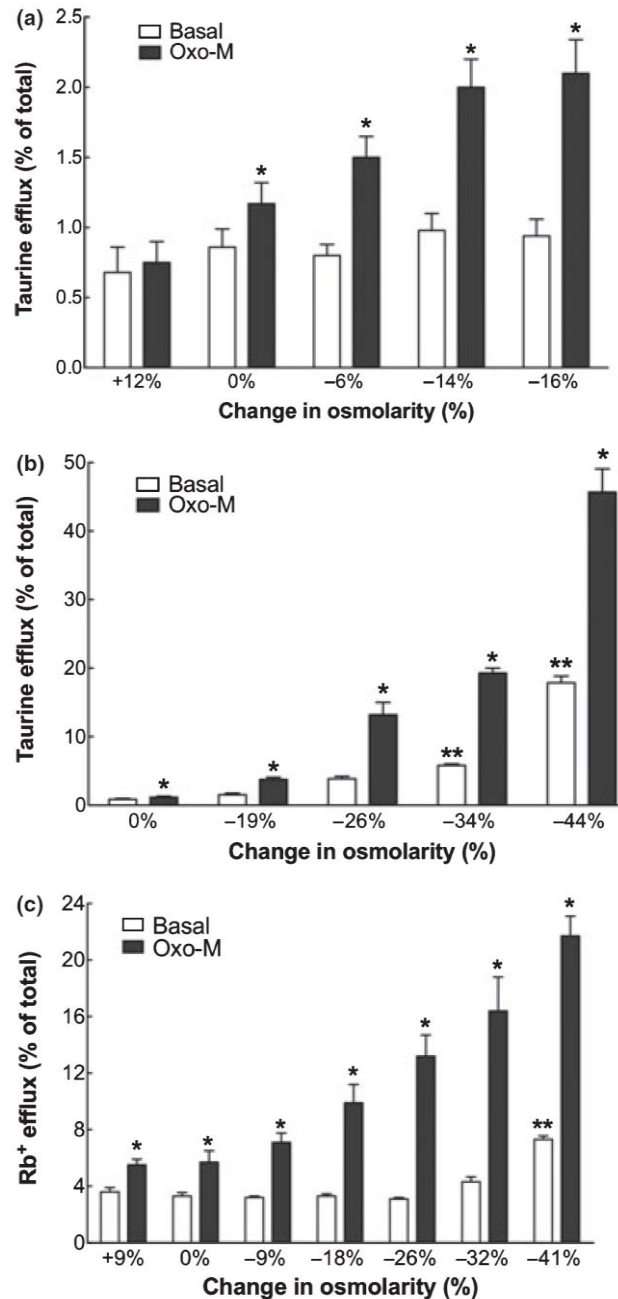 (a)
Basal
Oxo-M
Taurine efflux (% of total)
2.5
2.0
1.5
1.0
0.5
0.0
*
*
*
*
+12% 0% –6% –14% –16%
Change in osmolarity (%)
(b)
Basal
Oxo-M
Taurine efflux (% of total)
50
40
30
20
10
0
*
*
*
**
*
**
*
0% –19% –26% –34% –44%
Change in osmolarity (%)
(c)
Basal
Oxo-M
Rb+ efflux (% of total)
24
20
16
12
8
4
0
*
*
*
*
*
*
**
*
+9% 0% –9% –18% –26% –32% –41%
Change in osmolarity (%)